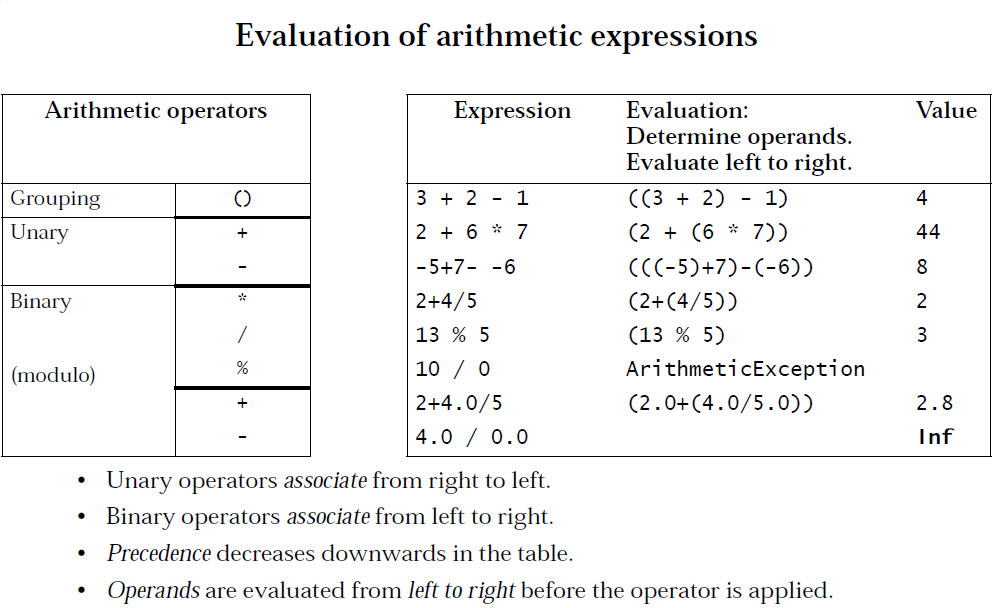 Evaluation of arithmetic expressions
Arithmetic operators
Grouping ()
Unary +
-
Binary *
/
(modulo) %
+
-
Expression Evaluation: Value
Determine operands.
Evaluate left to right.
3 + 2 - 1 ((3 + 2) - 1) 4
2 + 6 * 7 (2 + (6 * 7)) 44
-5+7- -6 (((-5)+7)-(-6)) 8
2+4/5 (2+(4/5)) 2
13 % 5 (13 % 5) 3
10 / 0 ArithmeticException
2+4.0/5 (2.0+(4.0/5.0)) 2.8
4.0 / 0.0 Inf
• Unary operators associate from right to left.
• Binary operators associate from left to right.
• Precedence decreases downwards in the table.
• Operands are evaluated from left to right before the operator is applied.